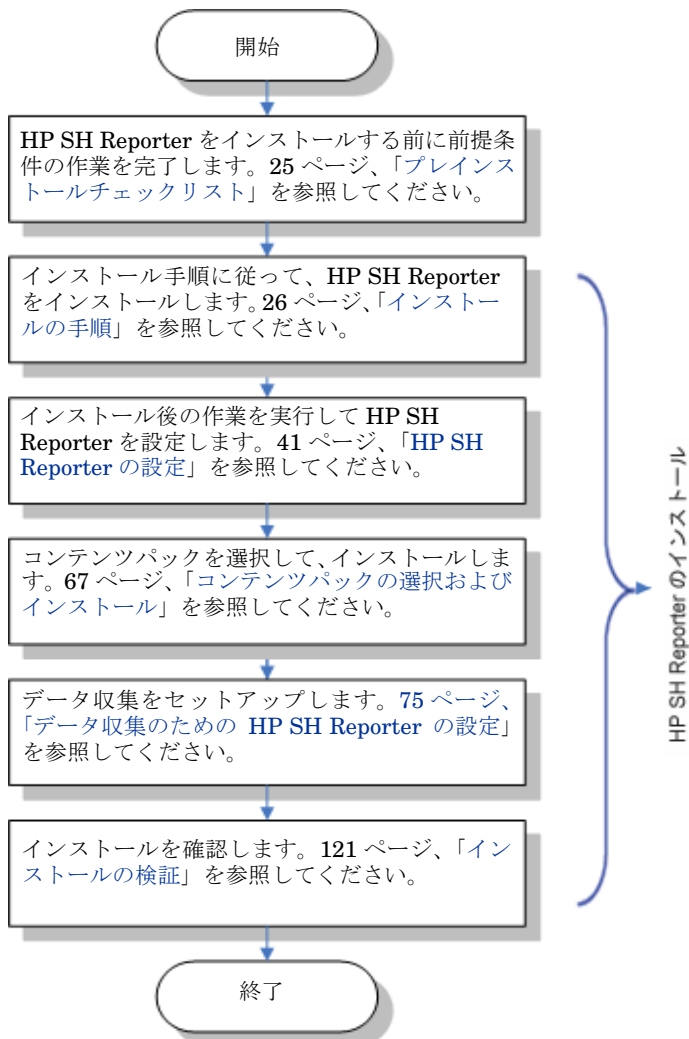 開始
HP SH Reporter をインストールする前に前提条
件の作業を完了します。25 ページ、「プレインス
トールチェックリスト」を参照してください。
インストール手順に従って、HP SH Reporter
をインストールします。26 ページ、「インストー
ルの手順」を参照してください。
インストール後の作業を実行して HP SH
Reporter を設定します。41 ページ、「HP SH
Reporter の設定」を参照してください。
コンテンツパックを選択して、インストールしま
す。67 ページ、「コンテンツパックの選択および
インストール」を参照してください。
データ収集をセットアップします。75 ページ、
「データ収集のための HP SH Reporter の設定」
を参照してください。
インストールを確認します。121 ページ、「イン
ストールの検証」を参照してください。
終了
HP SH Reporter のインストール